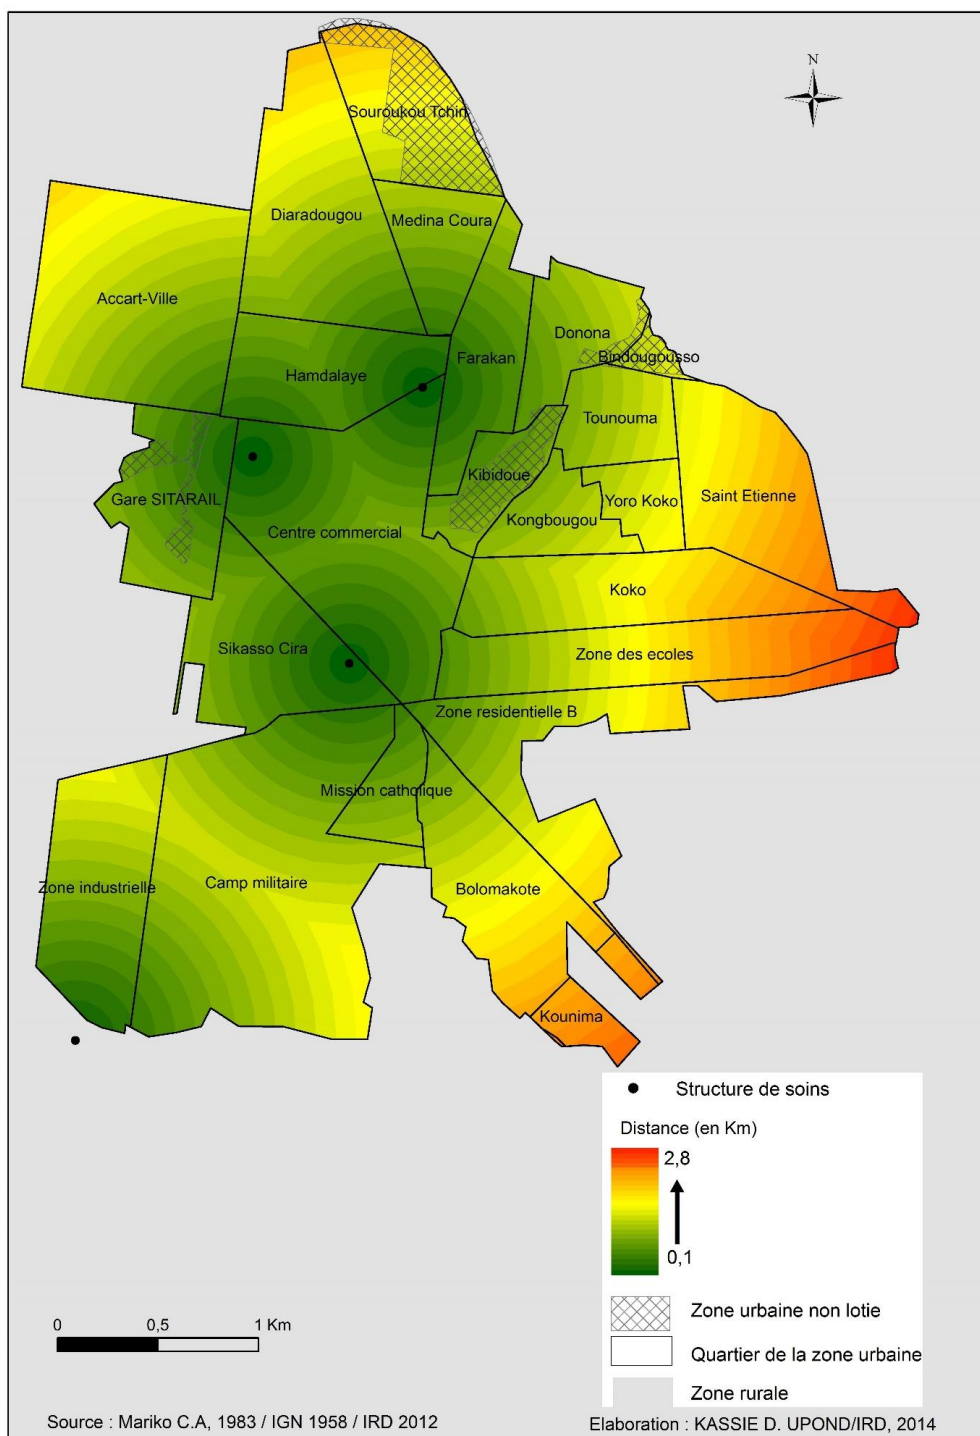 N
Souroukou Tchin
Diaradougou
Medina Coura
Accart-Ville
Donona
Bindougousso
Farakan
Hamdalaye
Tounouma
Kibidoue
Saint Etienne
Gare SITARAIL
Yoro Koko
Kongbougou
Centre commercial
Koko
Sikasso Cira
Zone des ecoles
Zone residentielle B
Mission catholique
Zone industrielle
Camp militaire
Bolomakote
Kounima
Structure de soins
Distance (en Km)
2,8
0,1
Zone urbaine non lotie
Quartier de la zone urbaine
Zone rurale
0 0,5 1 Km
Source : Mariko C.A, 1983 / IGN 1958 / IRD 2012
Elaboration : KASSIE D. UPOND/IRD, 2014